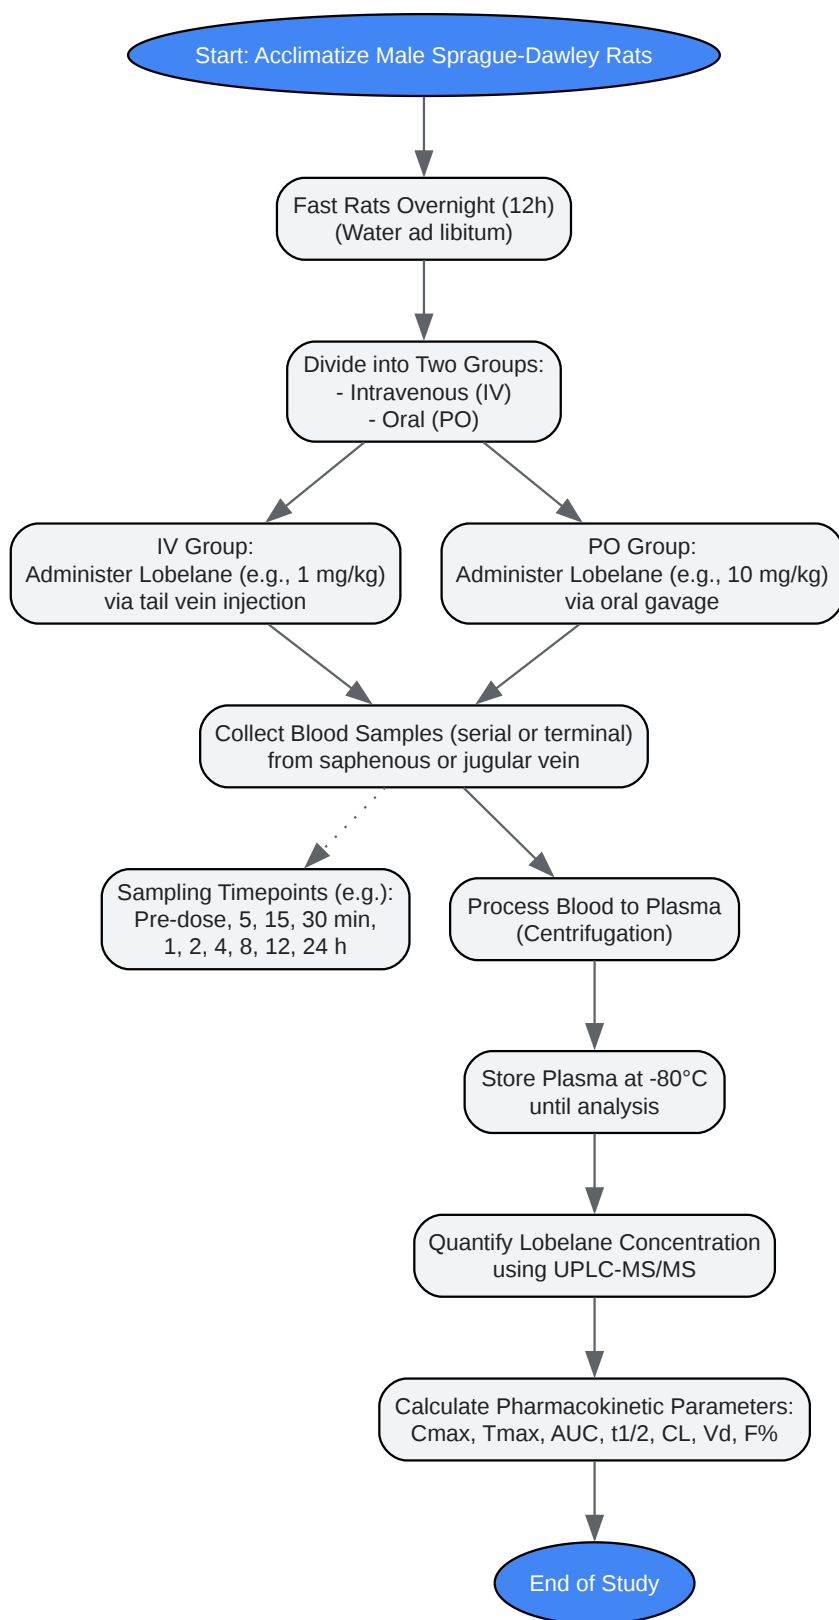 Start: Acclimatize Male Sprague-Dawley Rats
Fast Rats Overnight (12h)
(Water ad libitum)
Divide into Two Groups:
- Intravenous (IV)
- Oral (PO)
IV Group:
Administer Lobelane (e.g., 1 mg/kg)
via tail vein injection
PO Group:
Administer Lobelane (e.g., 10 mg/kg)
via oral gavage
Collect Blood Samples (serial or terminal)
from saphenous or jugular vein
Sampling Timepoints (e.g.):
Pre-dose, 5, 15, 30 min,
1, 2, 4, 8, 12, 24 h
Process Blood to Plasma
(Centrifugation)
Store Plasma at -80°C
until analysis
Quantify Lobelane Concentration
using UPLC-MS/MS
Calculate Pharmacokinetic Parameters:
Cmax, Tmax, AUC, t1/2, CL, Vd, F%
End of Study